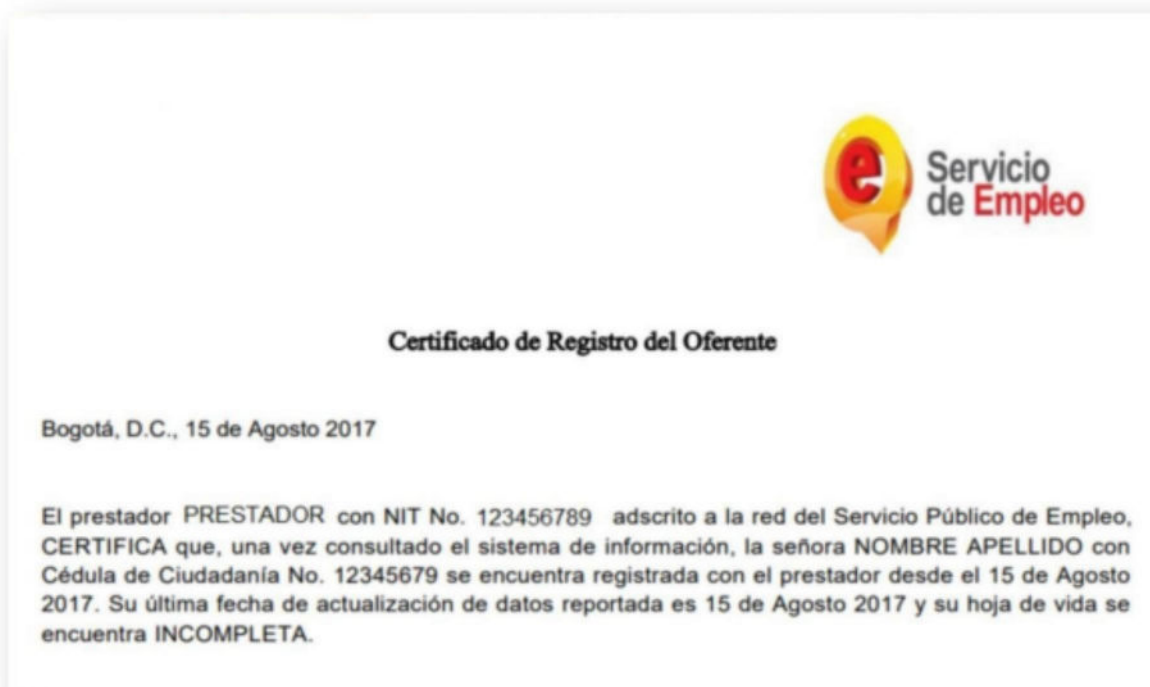 e Servicio
de Empleo
Certificado de Registro del Oferente
Bogotá, D.C., 15 de Agosto 2017
El prestador PRESTADOR con NIT No. 123456789 adscrito a la red del Servicio Público de Empleo,
CERTIFICA que, una vez consultado el sistema de información, la señora NOMBRE APELLIDO con
Cédula de Ciudadanía No. 12345679 se encuentra registrada con el prestador desde el 15 de Agosto
2017. Su última fecha de actualización de datos reportada es 15 de Agosto 2017 y su hoja de vida se
encuentra INCOMPLETA.